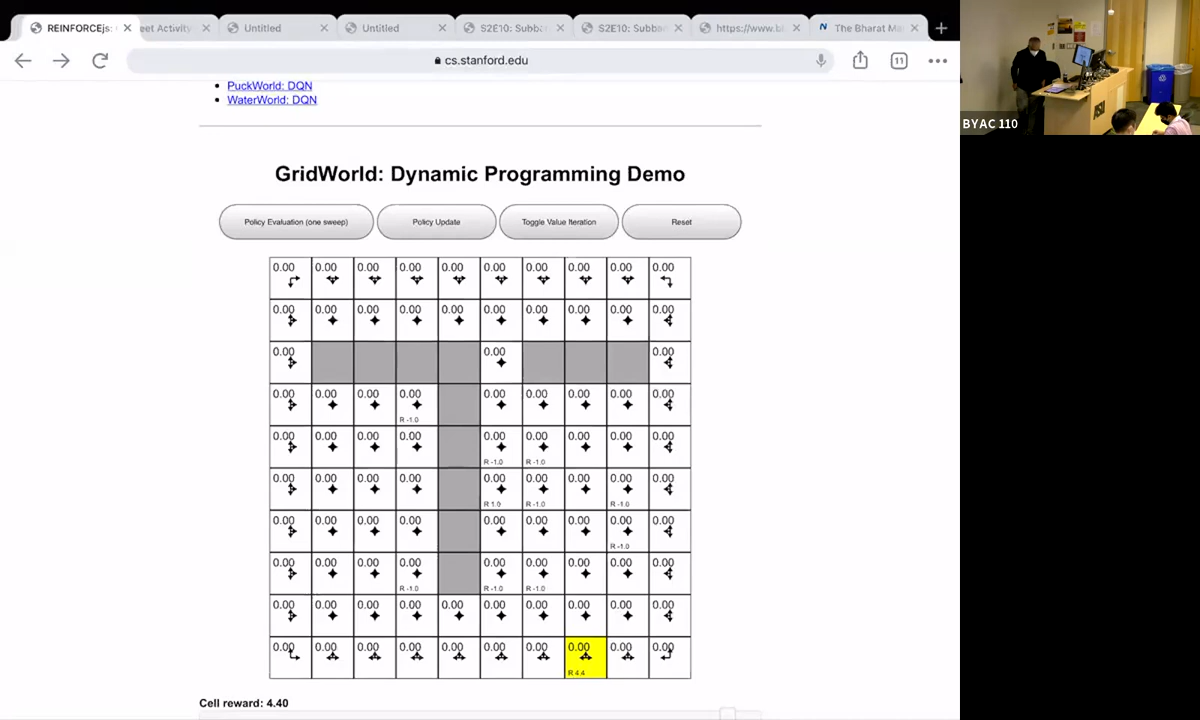 REINFORCEjs: eet Activity Untitled Untitled S2E10: Subb S2E10: Subba https://www.bl The Bharat Ma
cs.stanford.edu 11
PuckWorld: DQN
WaterWorld: DQN
BYAC 110
GridWorld: Dynamic Programming Demo
Policy Evaluation (one sweep) Policy Update Toggle Value Iteration Reset
0.00 0.00 0.00 0.00 0.00 0.00 0.00 0.00 0.00 0.00
0.00 0.00 0.00 0.00 0.00 0.00 0.00 0.00 0.00 0.00
0.00 0.00 0.00
0.00 0.00 0.00 0.00 0.00 0.00 0.00 0.00 0.00
R -1.0
0.00 0.00 0.00 0.00 0.00 0.00 0.00 0.00 0.00
R -1.0 R -1.0
0.00 0.00 0.00 0.00 0.00 0.00 0.00 0.00 0.00
R 1.0 R -1.0 R -1.0
0.00 0.00 0.00 0.00 0.00 0.00 0.00 0.00 0.00
R -1.0
0.00 0.00 0.00 0.00 0.00 0.00 0.00 0.00 0.00
R -1.0 R -1.0 R -1.0
0.00 0.00 0.00 0.00 0.00 0.00 0.00 0.00 0.00 0.00
0.00 0.00 0.00 0.00 0.00 0.00 0.00 0.00 0.00 0.00
R 4.4
Cell reward: 4.40